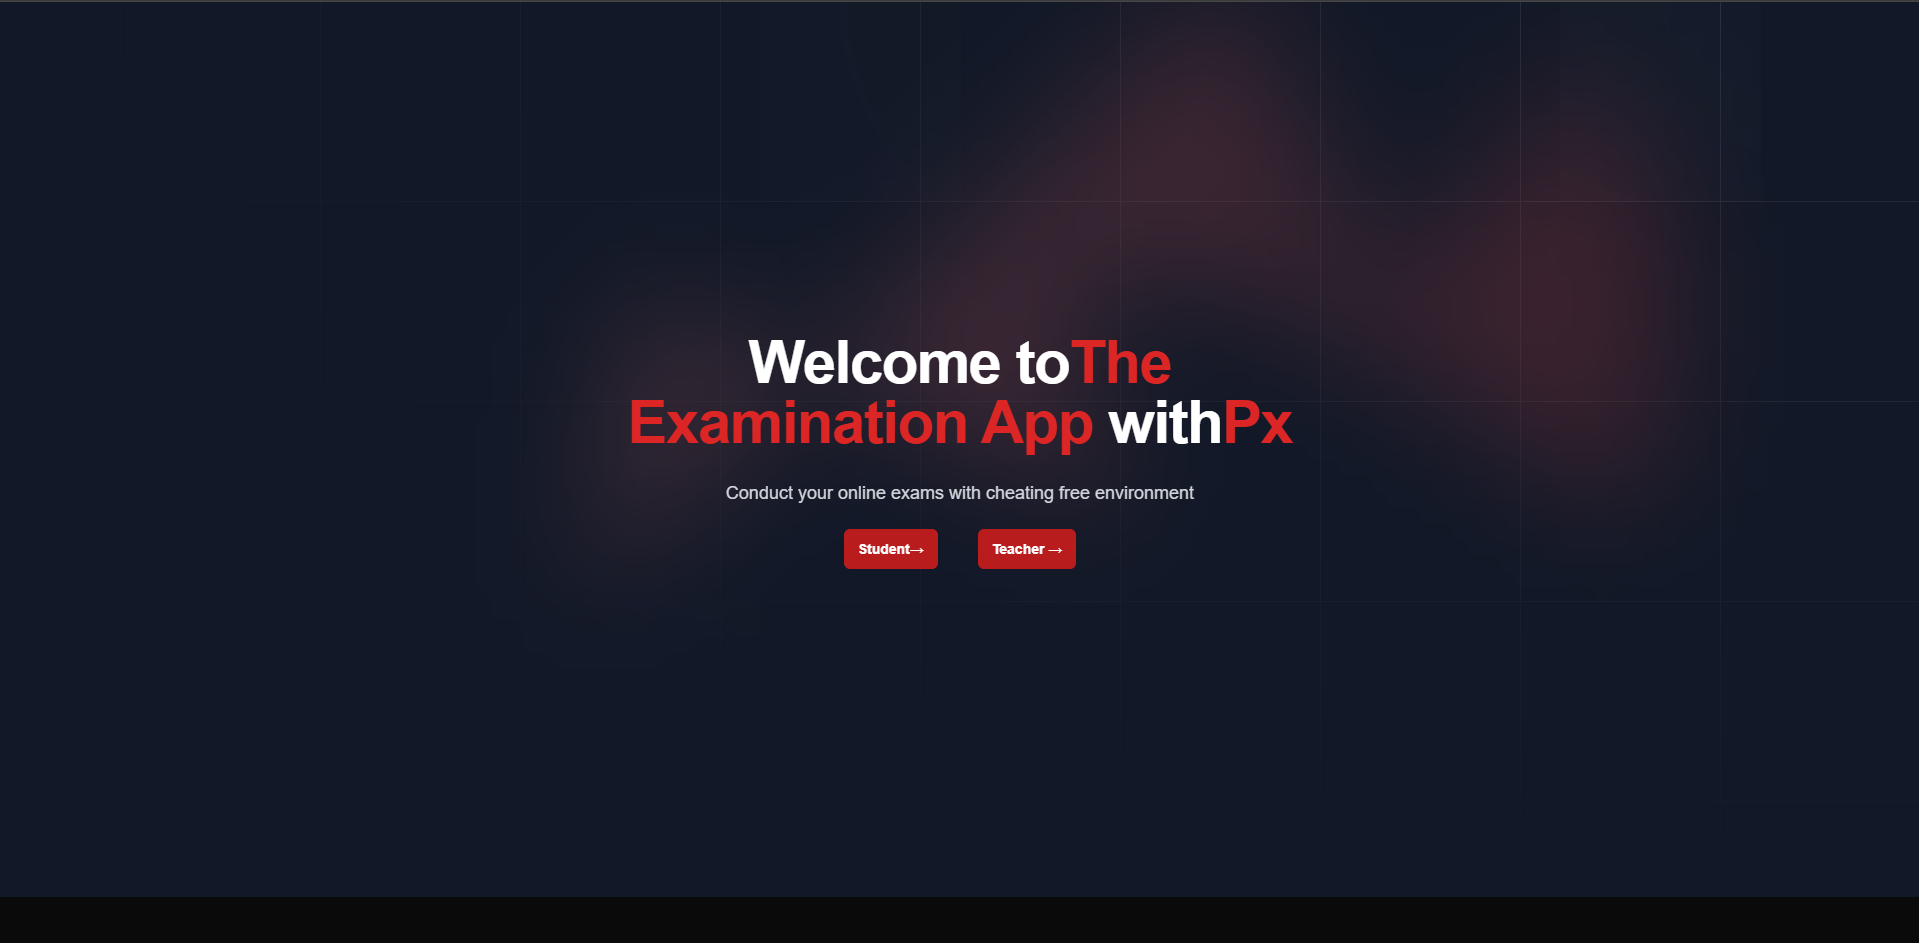 Welcome toThe
Examination App withPx
Conduct your online exams with cheating free environment
Student→
Teacher →